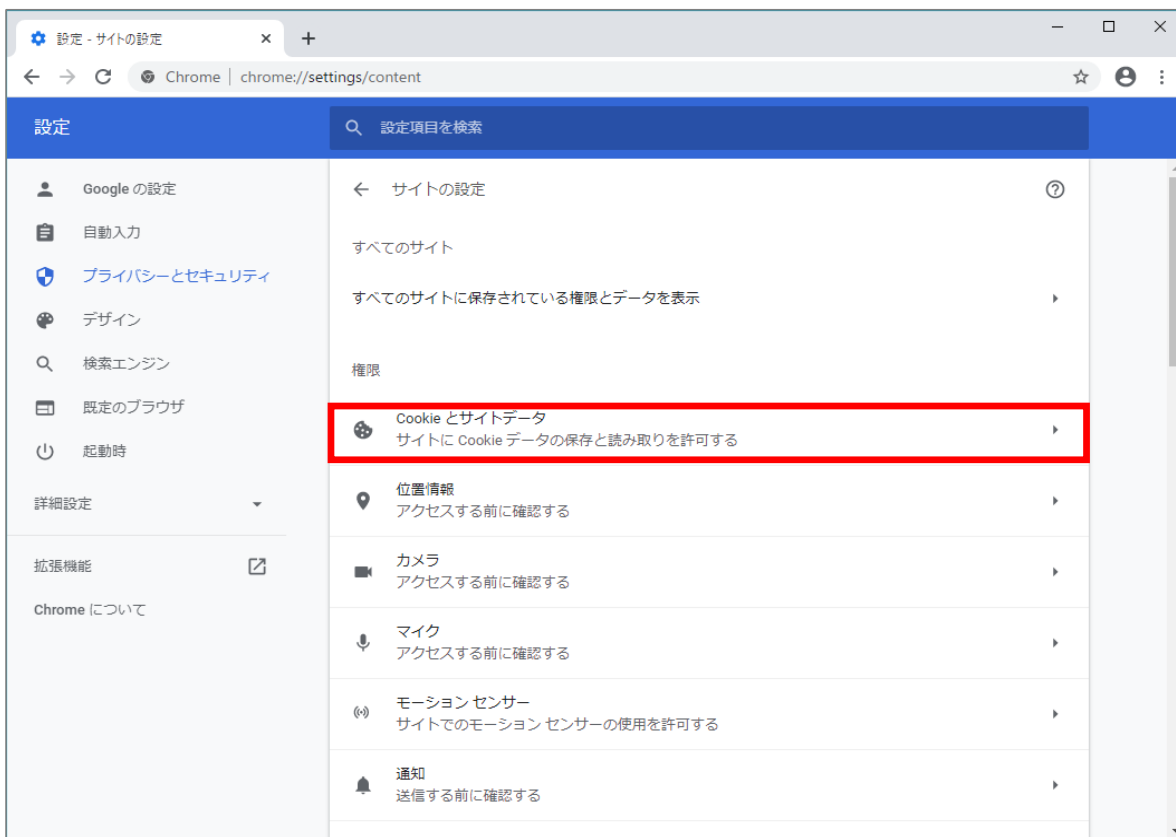 設定 - サイトの設定
Chrome | chrome://settings/content
設定
設定項目を検索
Google の設定
自動入力
プライバシーとセキュリティ
デザイン
検索エンジン
既定のブラウザ
起動時
詳細設定
拡張機能
Chrome について
サイトの設定
すべてのサイト
すべてのサイトに保存されている権限とデータを表示
権限
Cookie とサイトデータ
サイトに Cookie データの保存と読み取りを許可する
位置情報
アクセスする前に確認する
カメラ
アクセスする前に確認する
マイク
アクセスする前に確認する
モーション センサー
サイトでのモーション センサーの使用を許可する
通知
送信する前に確認する